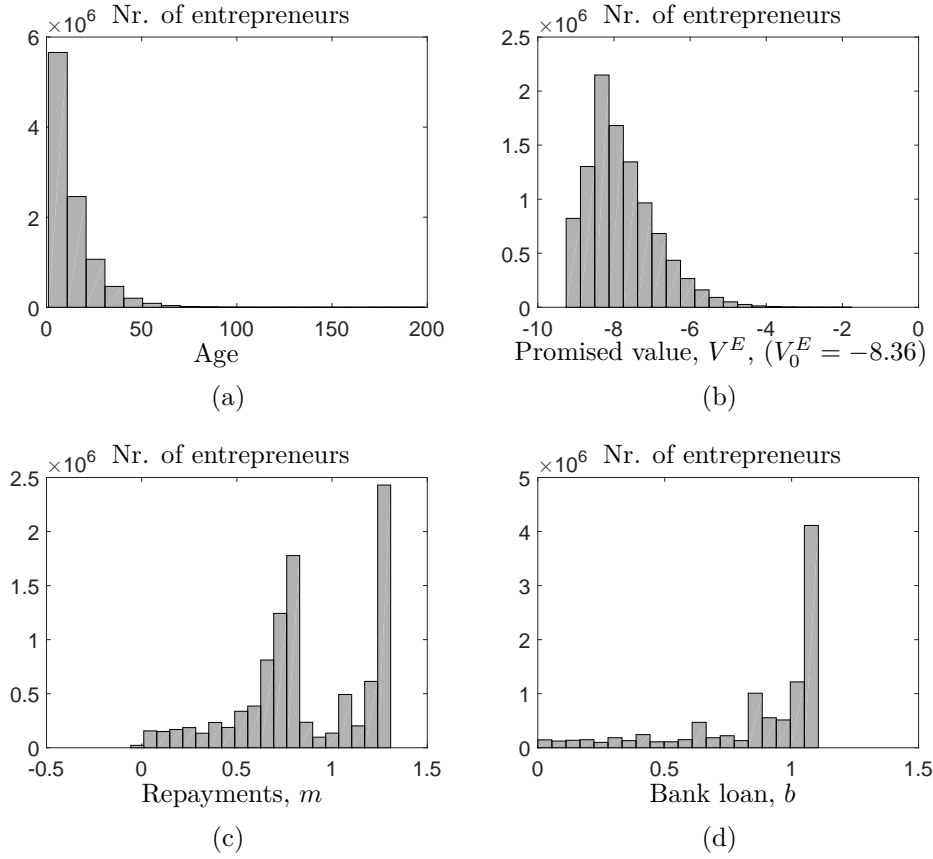 Nr. of entrepreneurs
×10^6
6
4
2
0
0 50 100 150 200
Age
(a)
Nr. of entrepreneurs
×10^6
2.5
2
1.5
1
0.5
0
-10 -8 -6 -4 -2 0
Promised value, V^E, (V_0^E = −8.36)
(b)
Nr. of entrepreneurs
×10^6
2.5
2
1.5
1
0.5
0
-0.5 0 0.5 1 1.5
Repayments, m
(c)
Nr. of entrepreneurs
×10^6
5
4
3
2
1
0
0 0.5 1 1.5
Bank loan, b
(d)